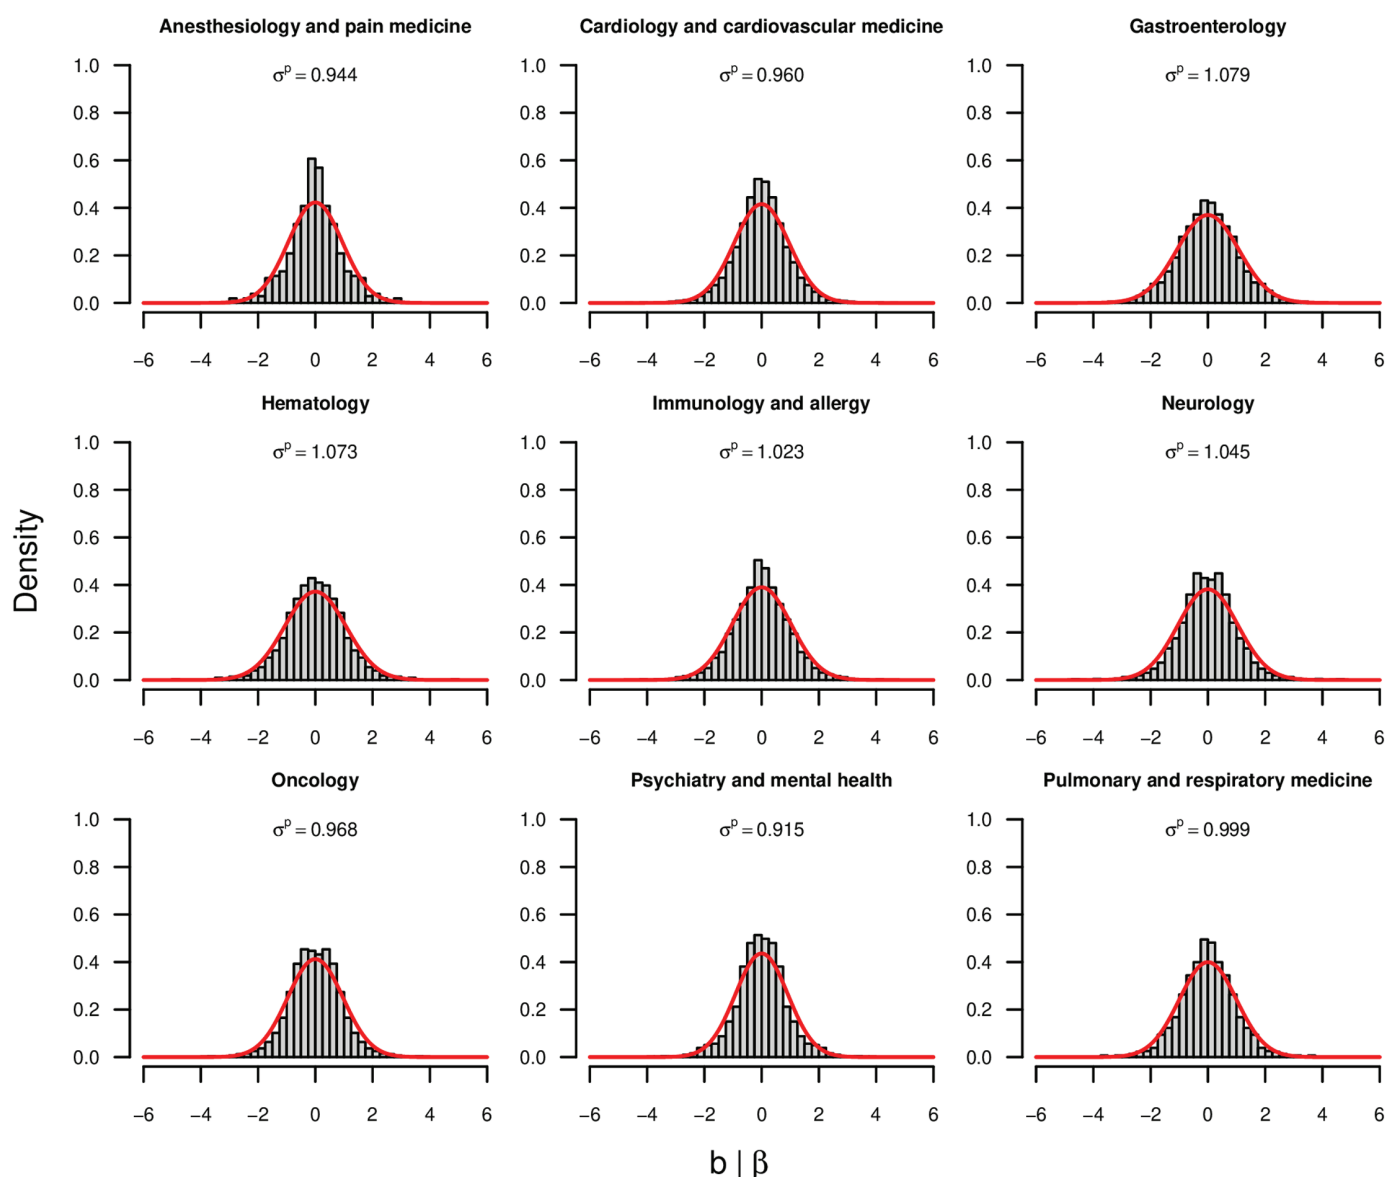 Anesthesiology and pain medicine
σᵖ = 0.944
1.0
0.8
0.6
0.4
0.2
0.0
−6 −4 −2 0 2 4 6
Cardiology and cardiovascular medicine
σᵖ = 0.960
1.0
0.8
0.6
0.4
0.2
0.0
−6 −4 −2 0 2 4 6
Gastroenterology
σᵖ = 1.079
1.0
0.8
0.6
0.4
0.2
0.0
−6 −4 −2 0 2 4 6
Hematology
σᵖ = 1.073
1.0
0.8
0.6
0.4
0.2
0.0
−6 −4 −2 0 2 4 6
Immunology and allergy
σᵖ = 1.023
1.0
0.8
0.6
0.4
0.2
0.0
−6 −4 −2 0 2 4 6
Neurology
σᵖ = 1.045
1.0
0.8
0.6
0.4
0.2
0.0
−6 −4 −2 0 2 4 6
Oncology
σᵖ = 0.968
1.0
0.8
0.6
0.4
0.2
0.0
−6 −4 −2 0 2 4 6
Psychiatry and mental health
σᵖ = 0.915
1.0
0.8
0.6
0.4
0.2
0.0
−6 −4 −2 0 2 4 6
Pulmonary and respiratory medicine
σᵖ = 0.999
1.0
0.8
0.6
0.4
0.2
0.0
−6 −4 −2 0 2 4 6
Density
b | β